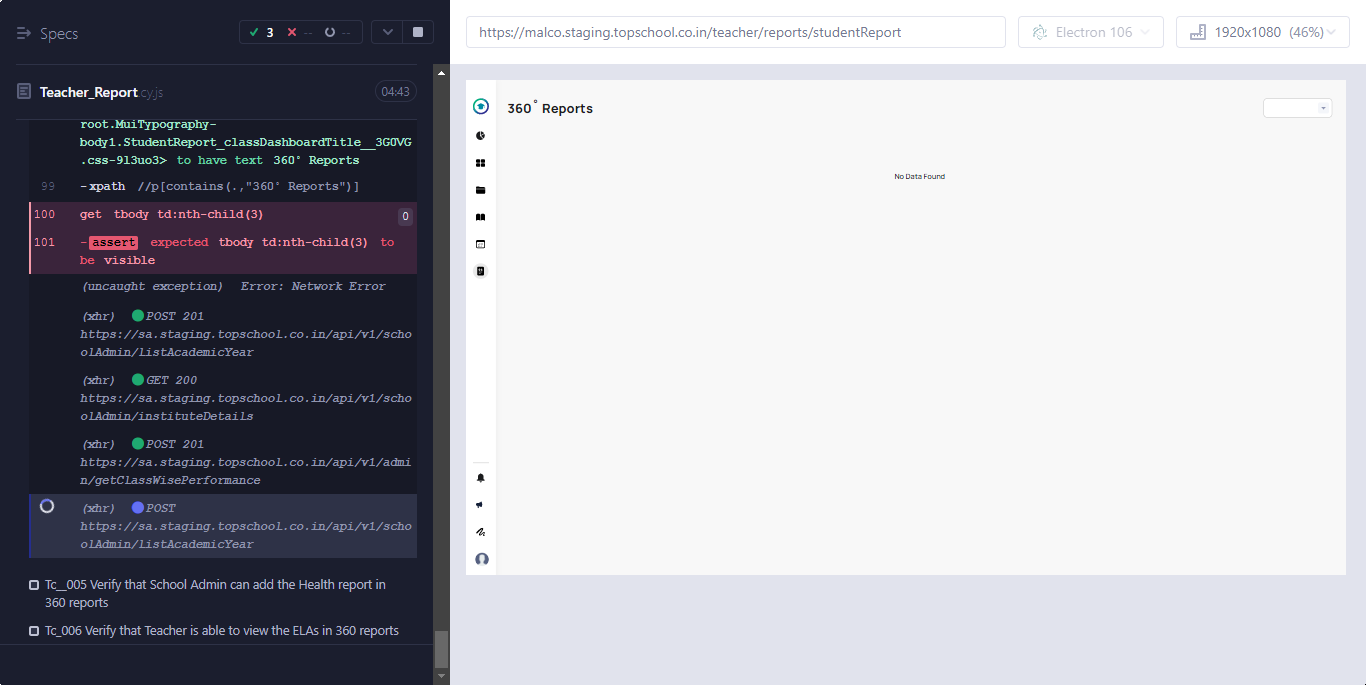 Specs
3 -- --
Teacher_Report.cy.js 04:43
root.MuiTypography-
body1.StudentReport_classDashboardTitle__3G0VG
.css-9l3uo3> to have text 360° Reports
99 -xpath //p[contains(.,"360° Reports")]
100 get tbody td:nth-child(3) 0
101 -assert expected tbody td:nth-child(3) to
be visible
(uncaught exception) Error: Network Error
(xhr) POST 201
https://sa.staging.topschool.co.in/api/v1/scho
olAdmin/listAcademicYear
(xhr) GET 200
https://sa.staging.topschool.co.in/api/v1/scho
olAdmin/instituteDetails
(xhr) POST 201
https://sa.staging.topschool.co.in/api/v1/admi
n/getClassWisePerformance
(xhr) POST
https://sa.staging.topschool.co.in/api/v1/scho
olAdmin/listAcademicYear
Tc__005 Verify that School Admin can add the Health report in
360 reports
Tc_006 Verify that Teacher is able to view the ELAs in 360 reports
https://malco.staging.topschool.co.in/teacher/reports/studentReport
Electron 106
1920x1080 (46%)
360° Reports
No Data Found